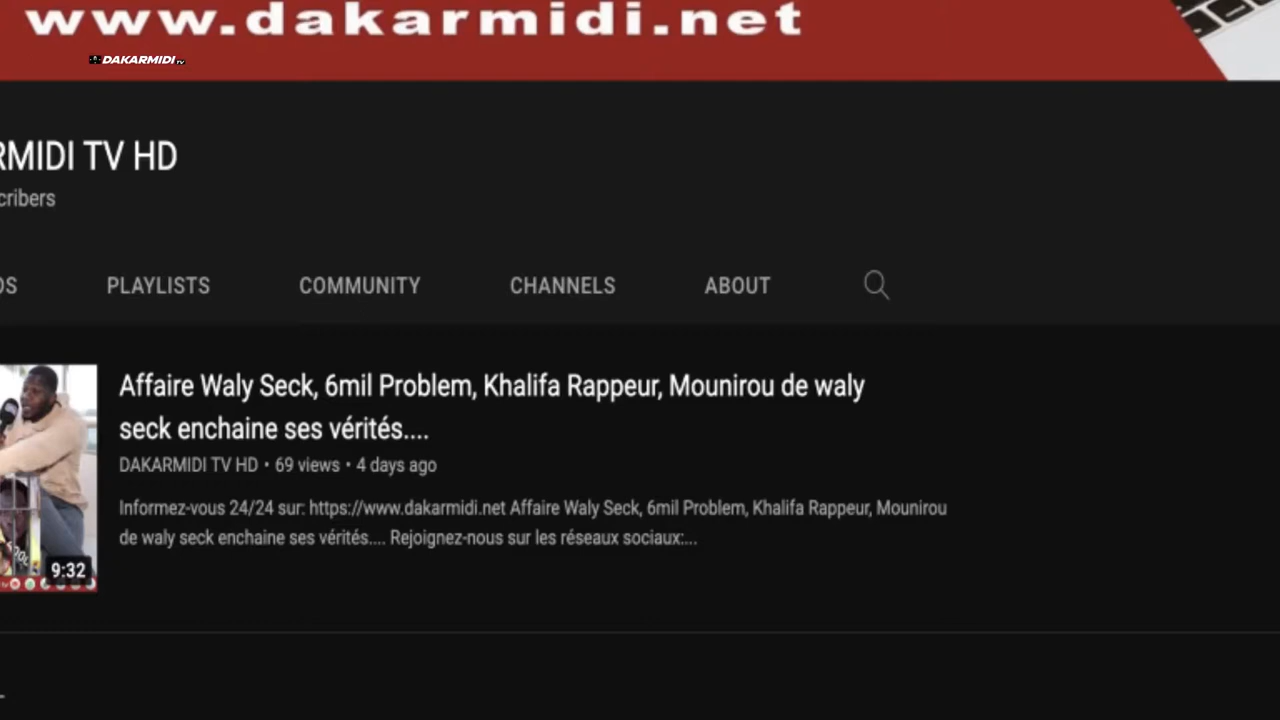 www.dakarmidi.net
DAKARMIDI TV
RMIDI TV HD
cribers
OS
PLAYLISTS
COMMUNITY
CHANNELS
ABOUT
Affaire Waly Seck, 6mil Problem, Khalifa Rappeur, Mounirou de waly
seck enchaine ses vérités....
DAKARMIDI TV HD • 69 views • 4 days ago
Informez-vous 24/24 sur: https://www.dakarmidi.net Affaire Waly Seck, 6mil Problem, Khalifa Rappeur, Mounirou
de waly seck enchaine ses vérités.... Rejoignez-nous sur les réseaux sociaux:...
9:32